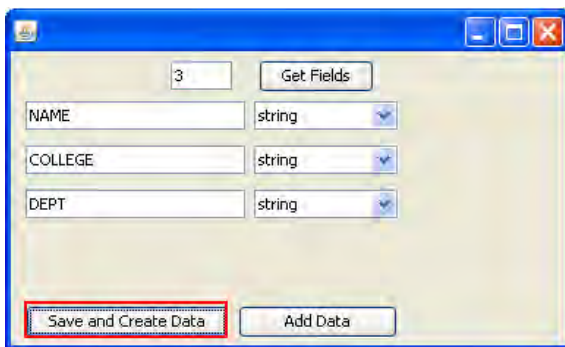 3 Get Fields
NAME string
COLLEGE string
DEPT string
Save and Create Data Add Data